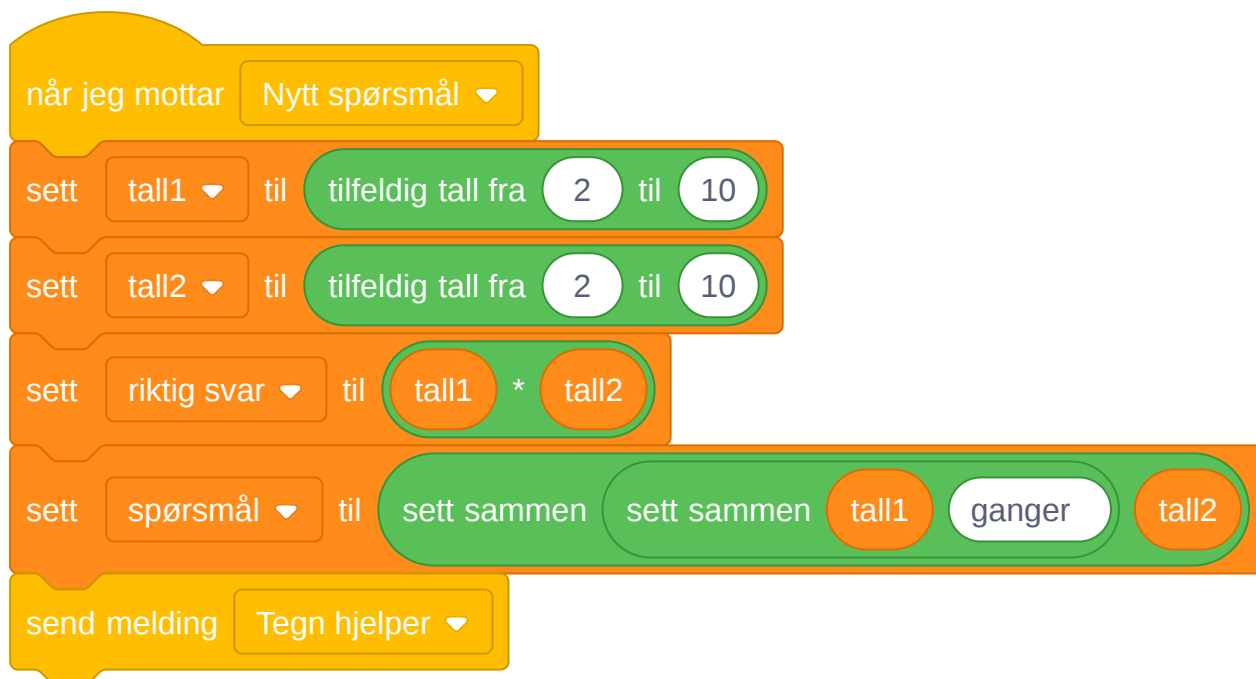 når jeg mottar Nytt spørsmål
sett tall1 til tilfeldig tall fra 2 til 10
sett tall2 til tilfeldig tall fra 2 til 10
sett riktig svar til tall1 * tall2
sett spørsmål til sett sammen sett sammen tall1 ganger tall2
send melding Tegn hjelper